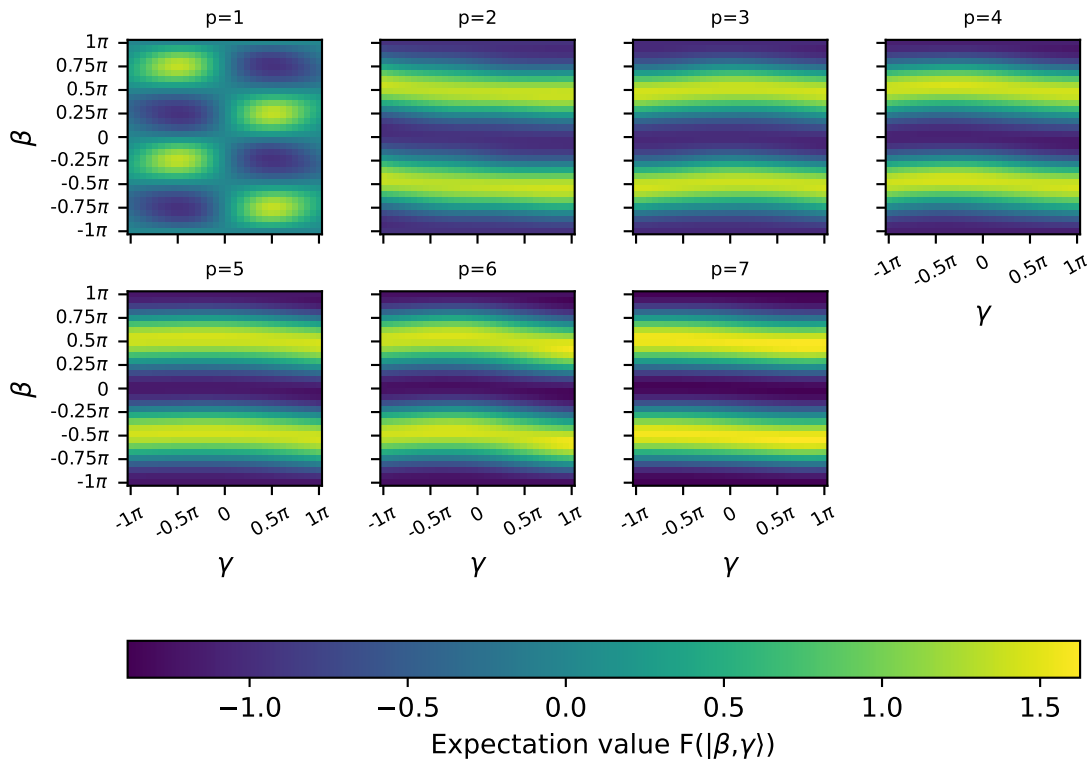 p=1
p=2
p=3
p=4
β
1π
0.75π
0.5π
0.25π
0
-0.25π
-0.5π
-0.75π
-1π
-1π
-0.5π
0
0.5π
1π
γ
p=5
p=6
p=7
β
1π
0.75π
0.5π
0.25π
0
-0.25π
-0.5π
-0.75π
-1π
-1π
-0.5π
0
0.5π
1π
-1π
-0.5π
0
0.5π
1π
-1π
-0.5π
0
0.5π
1π
γ
γ
γ
−1.0
−0.5
0.0
0.5
1.0
1.5
Expectation value F(|β,γ⟩)